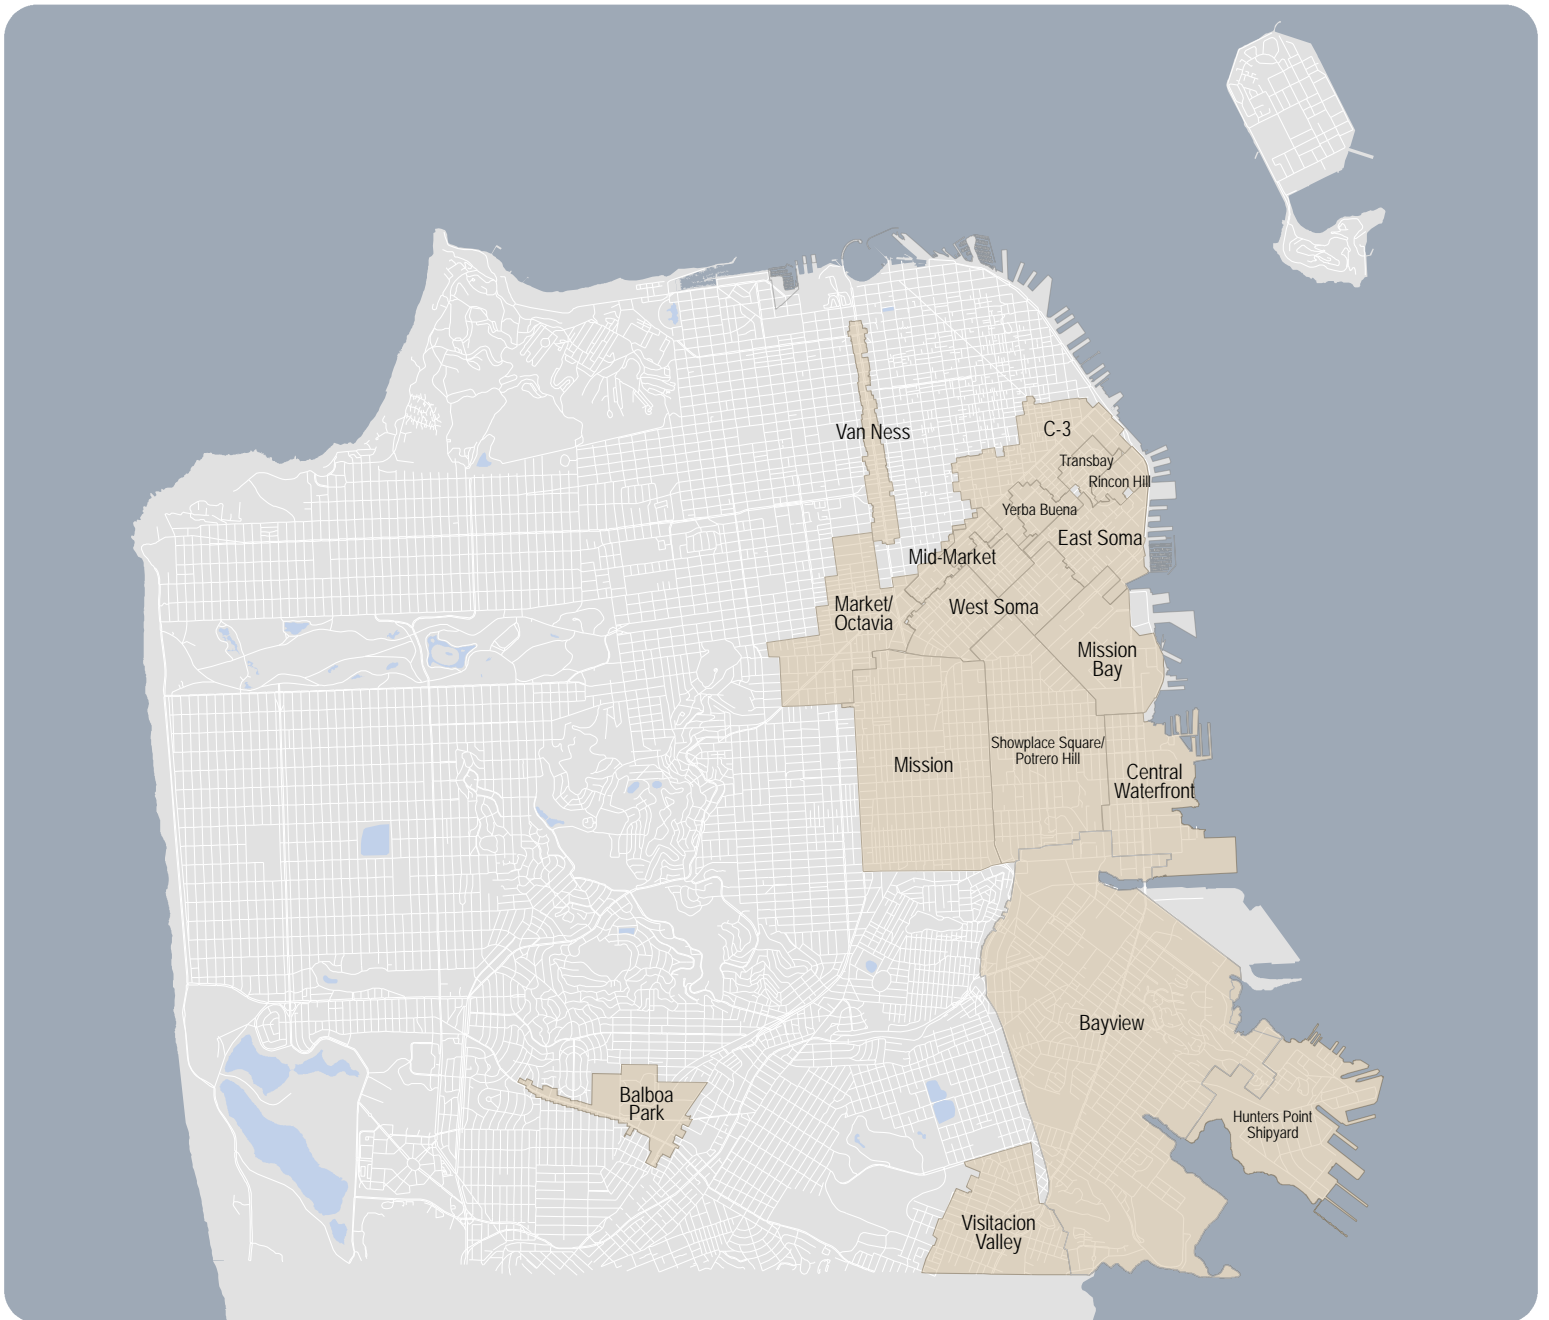 C-3
Van Ness
Transbay
Rincon Hill
Yerba Buena
East Soma
Mid-Market
Market/
Octavia
West Soma
Mission
Bay
Showplace Square/
Potrero Hill
Mission
Central
Waterfront
Bayview
Balboa
Park
Hunters Point
Shipyard
Visitacion
Valley